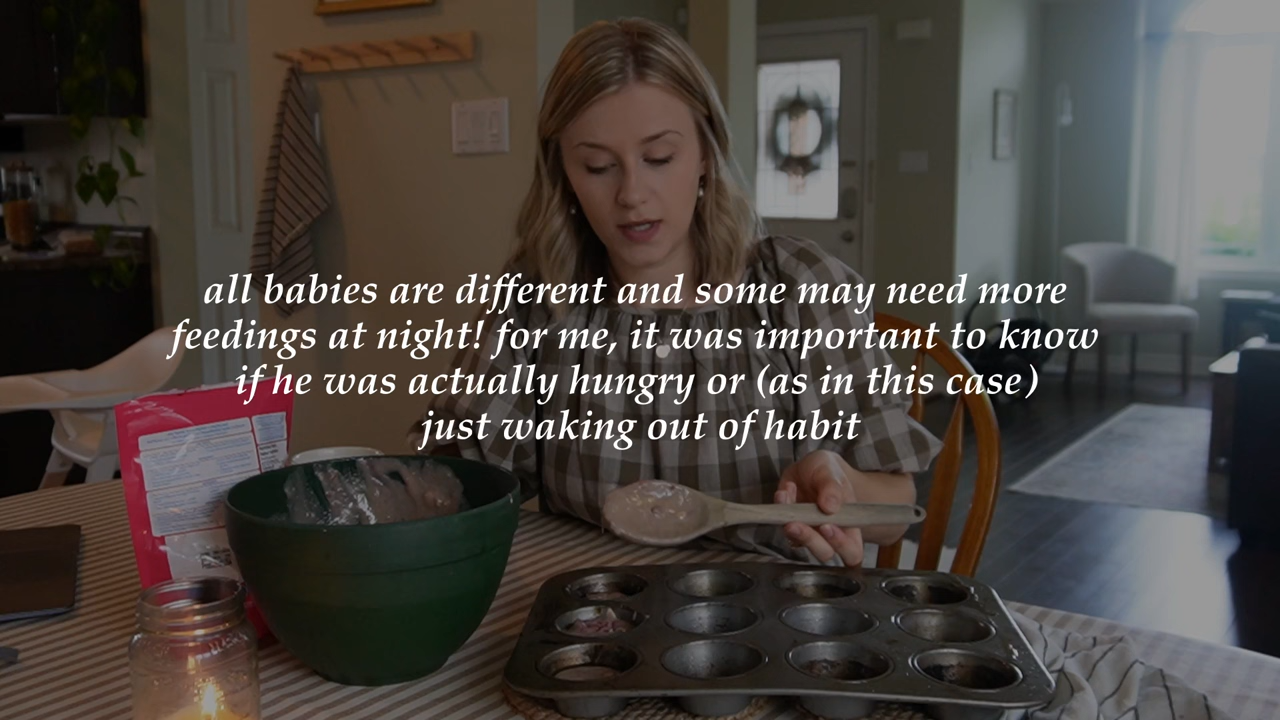 all babies are different and some may need more
feedings at night! for me, it was important to know
if he was actually hungry or (as in this case)
just waking out of habit